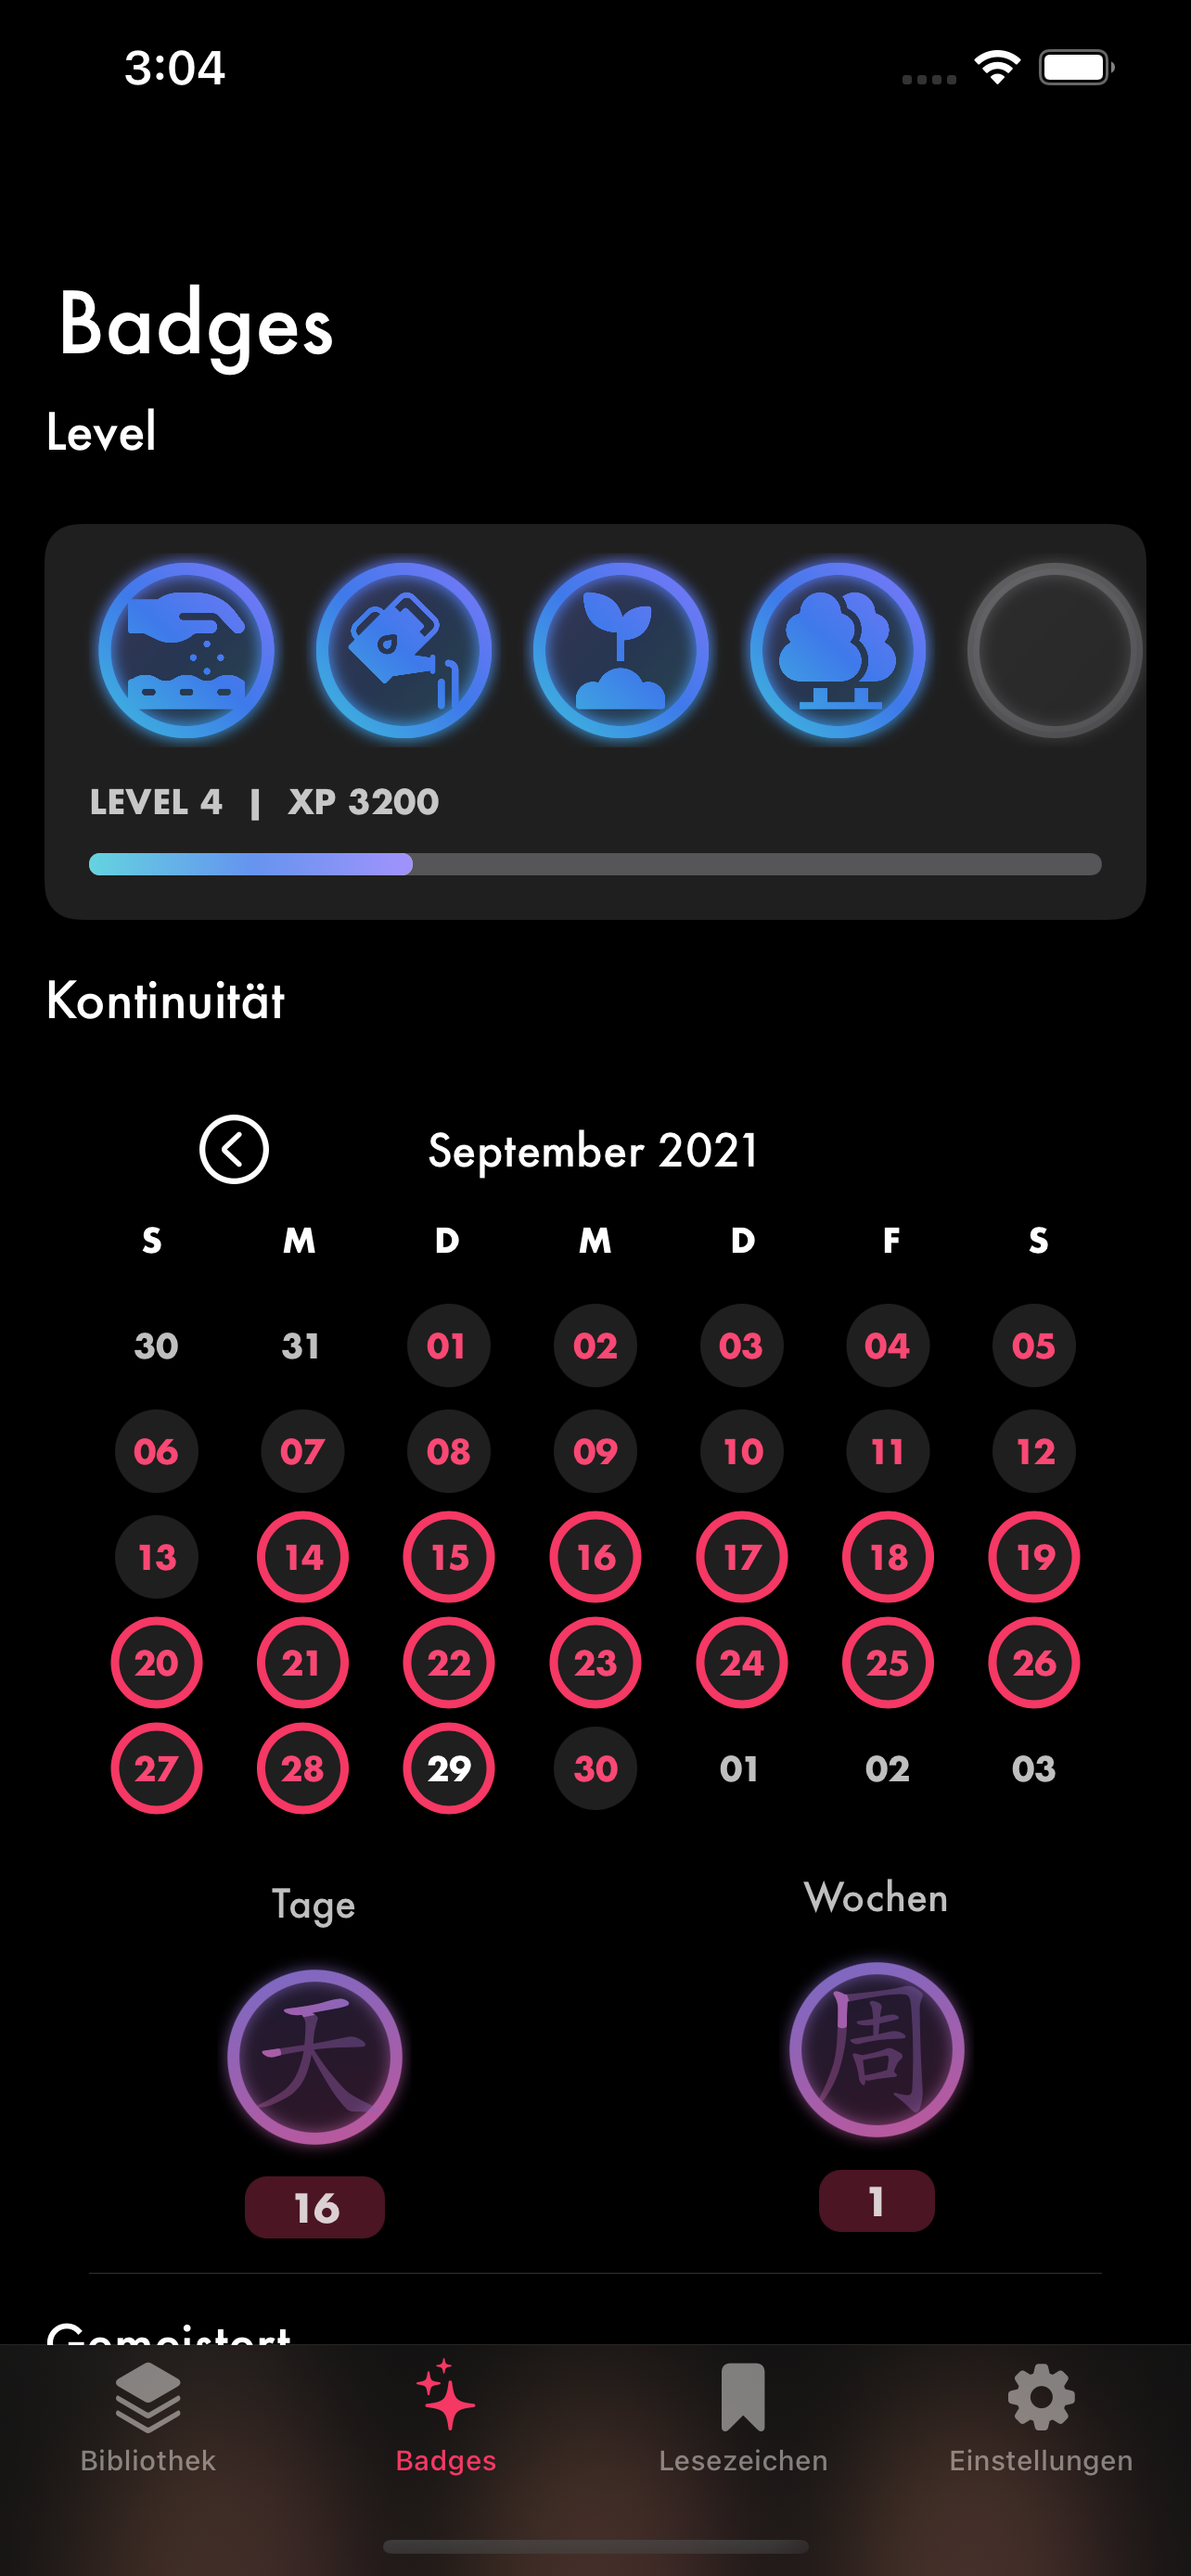 3:04
Badges
Level
LEVEL 4 | XP 3200
Kontinuität
September 2021
S M D M D F S
30 31 01 02 03 04 05
06 07 08 09 10 11 12
13 14 15 16 17 18 19
20 21 22 23 24 25 26
27 28 29 30 01 02 03
Tage Wochen
天 周
16 1
Gemeistert
Bibliothek Badges Lesezeichen Einstellungen